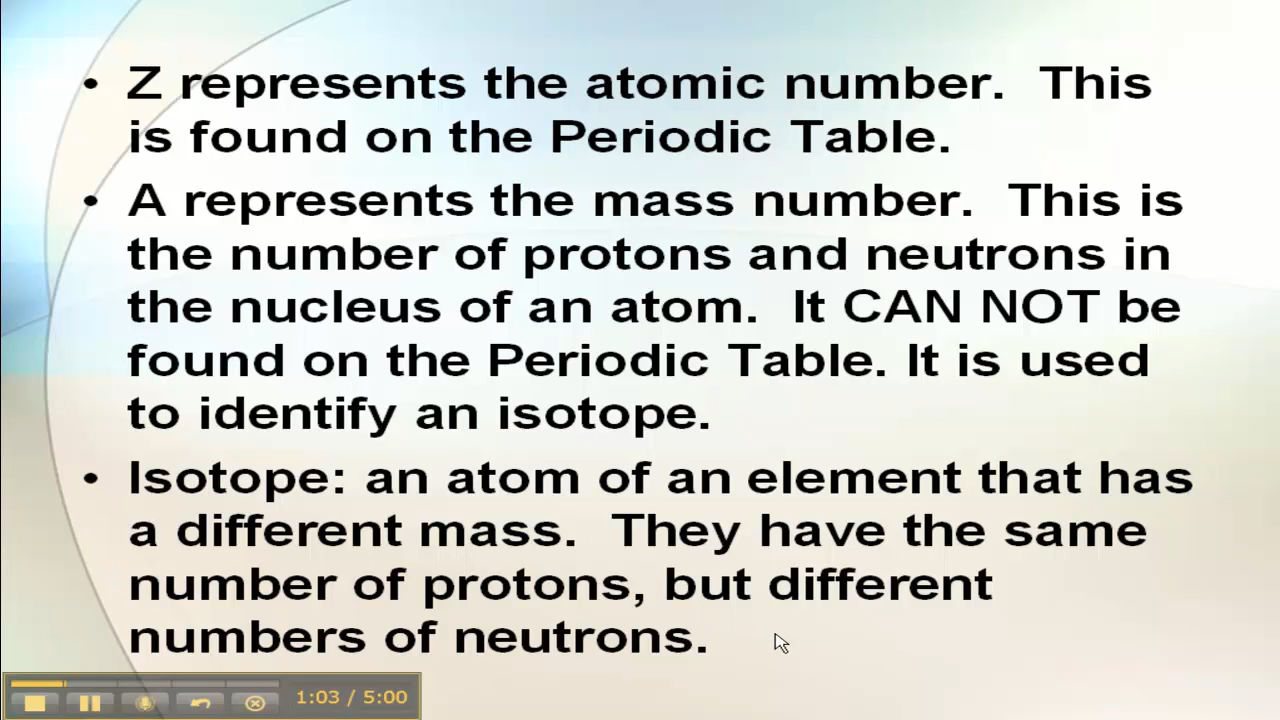 • Z represents the atomic number.  This
is found on the Periodic Table.
• A represents the mass number.  This is
the number of protons and neutrons in
the nucleus of an atom.  It CAN NOT be
found on the Periodic Table. It is used
to identify an isotope.
• Isotope: an atom of an element that has
a different mass.  They have the same
number of protons, but different
numbers of neutrons.
1:03 / 5:00